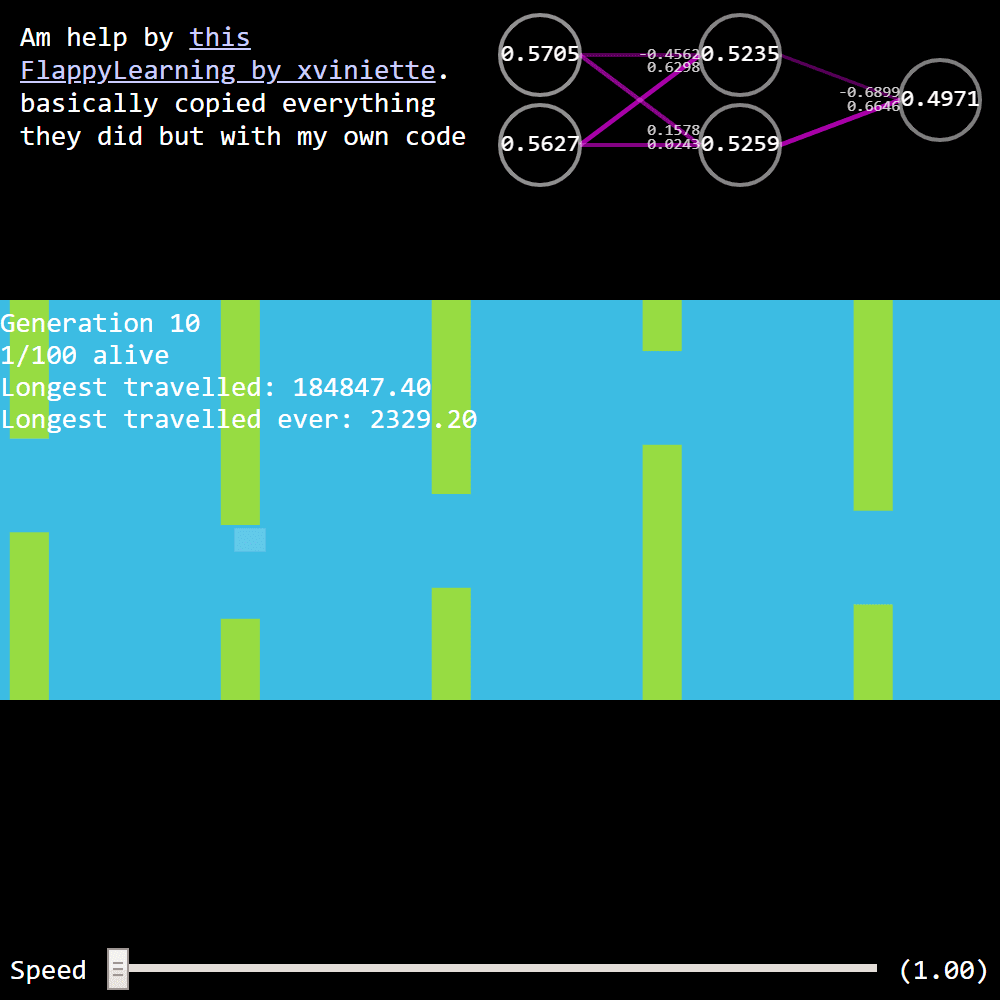 Am help by this
FlappyLearning by xviniette.
basically copied everything
they did but with my own code
0.5705
-0.4562
0.6298
0.5235
-0.6899
0.6646
0.4971
0.5627
0.1578
0.0243
0.5259
Generation 10
1/100 alive
Longest travelled: 184847.40
Longest travelled ever: 2329.20
Speed
(1.00)